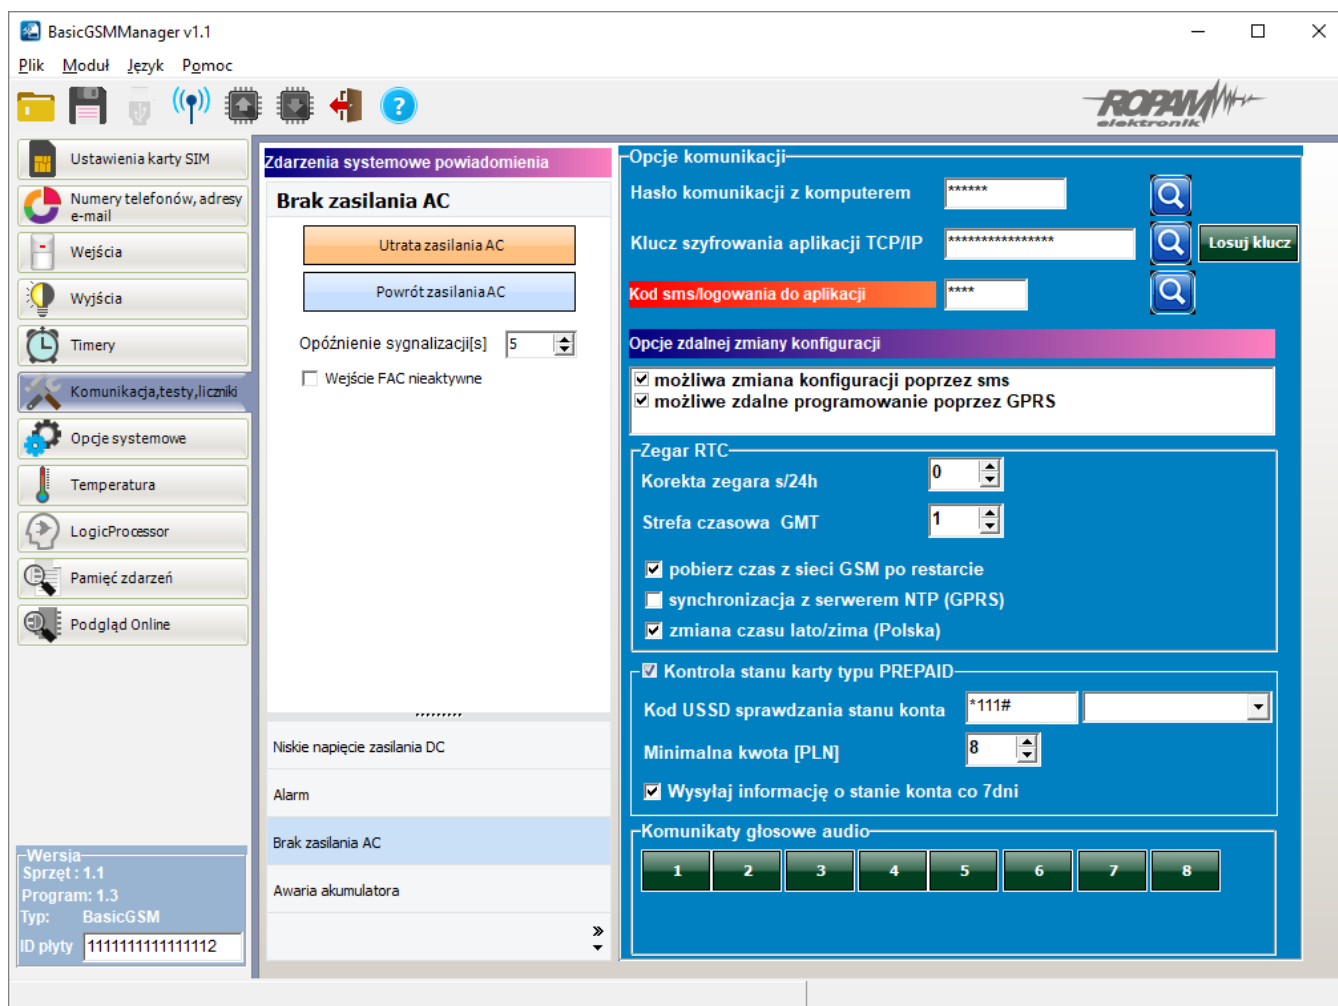 BasicGSMManager v1.1
Plik Moduł Język Pomoc
ROPAM
elektronik
Ustawienia karty SIM
Numery telefonów, adresy
e-mail
Wejścia
Wyjścia
Timery
Komunikacja,testy,liczniki
Opcje systemowe
Temperatura
LogicProcessor
Pamięć zdarzeń
Podgląd Online
Wersja
Sprzęt : 1.1
Program: 1.3
Typ: BasicGSM
ID płyty 1111111111111112
Zdarzenia systemowe powiadomienia
Brak zasilania AC
Utrata zasilania AC
Powrót zasilania AC
Opóźnienie sygnalizacji[s] 5
Wejście FAC nieaktywne
Niskie napięcie zasilania DC
Alarm
Brak zasilania AC
Awaria akumulatora
Opcje komunikacji
Hasło komunikacji z komputerem ******
Klucz szyfrowania aplikacji TCP/IP **************** Losuj klucz
Kod sms/logowania do aplikacji ****
Opcje zdalnej zmiany konfiguracji
możliwa zmiana konfiguracji poprzez sms
możliwe zdalne programowanie poprzez GPRS
Zegar RTC
Korekta zegara s/24h 0
Strefa czasowa GMT 1
pobierz czas z sieci GSM po restarcie
synchronizacja z serwerem NTP (GPRS)
zmiana czasu lato/zima (Polska)
Kontrola stanu karty typu PREPAID
Kod USSD sprawdzania stanu konta *111#
Minimalna kwota [PLN] 8
Wysyłaj informację o stanie konta co 7dni
Komunikaty głosowe audio
1 2 3 4 5 6 7 8